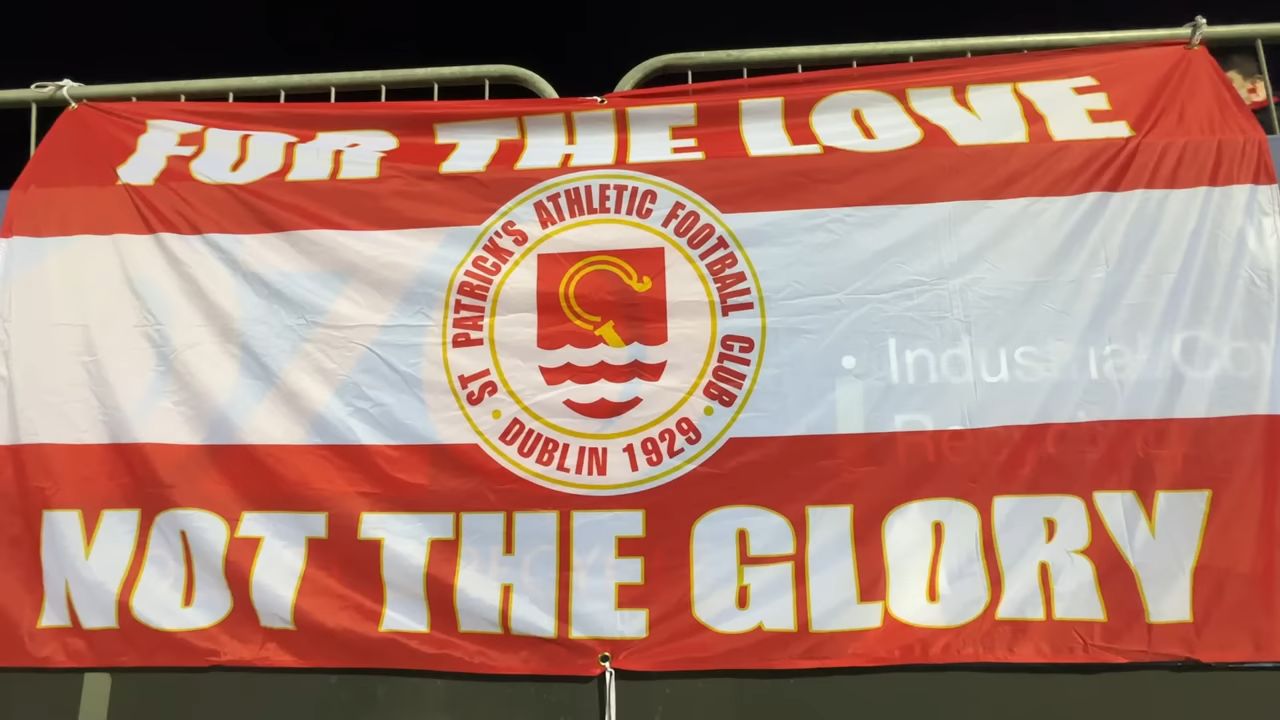 FOR THE LOVE
ST PATRICK'S ATHLETIC FOOTBALL CLUB
DUBLIN 1929
NOT THE GLORY